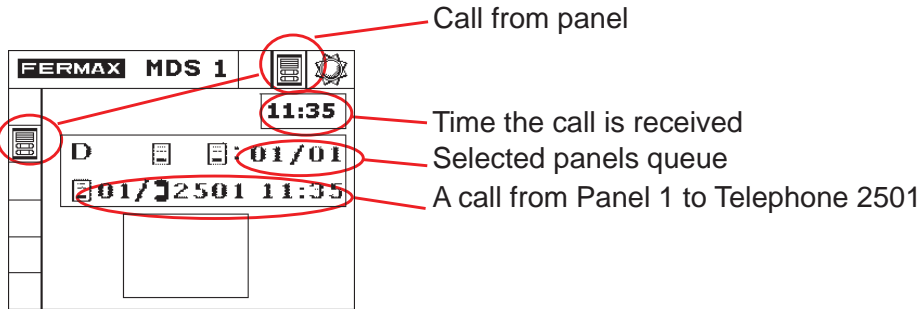 Call from panel
FERMAX MDS 1
11:35
Time the call is received
D : 01/01
Selected panels queue
01/ 2501 11:35
A call from Panel 1 to Telephone 2501